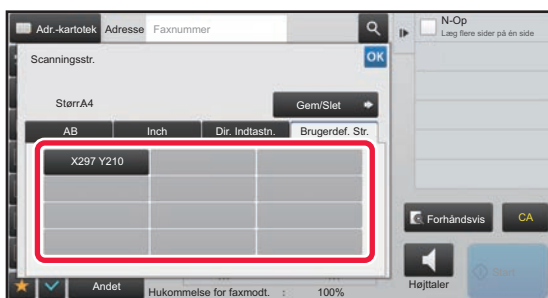 Adr.-kartotek Adresse Faxnummer
N-Op
Læg flere sider på én side
Scanningsstr.
OK
StørrA4
Gem/Slet
AB Inch Dir. Indtastn. Brugerdef. Str.
X297 Y210
Forhåndsvis CA
Andet
Hukommelse for faxmodt. : 100%
Højttaler
Start